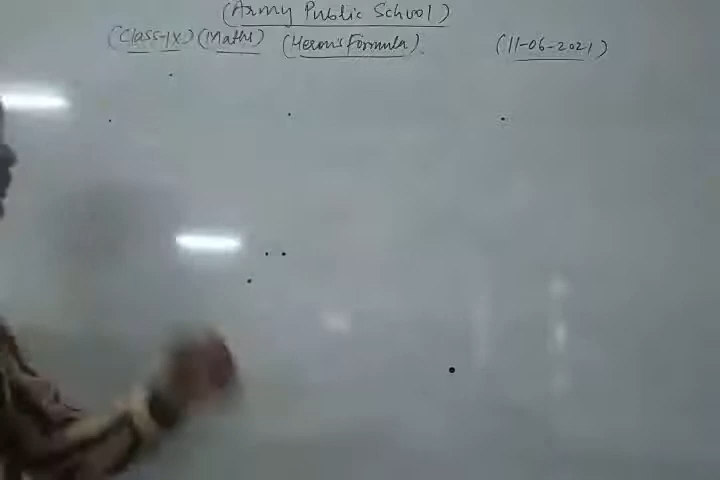 (Army Public School)
(Class-IX) (Maths) (Heron's Formula). (11-06-2021)